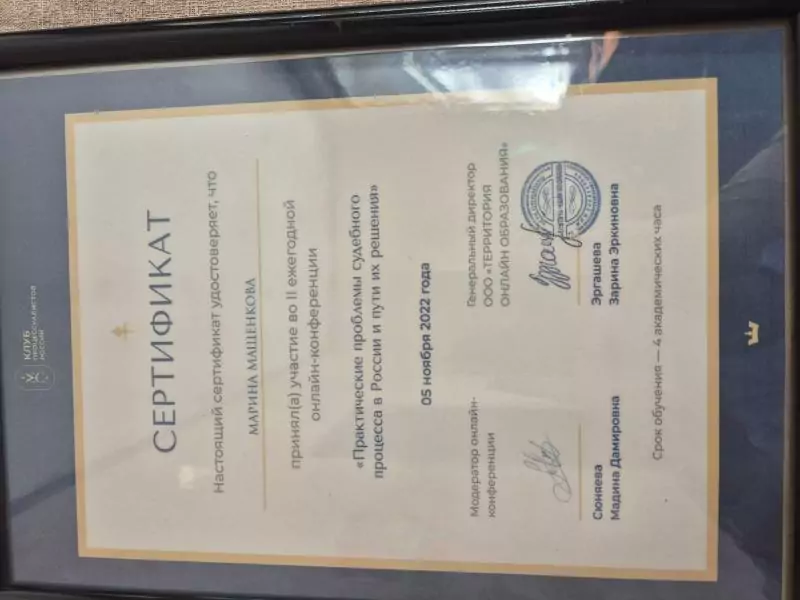 КЛУБ
ПРОЦЕССУАЛИСТОВ
РОССИИ
СЕРТИФИКАТ
Настоящий сертификат удостоверяет, что
МАРИНА МАЩЕНКОВА
принял(а) участие во II ежегодной
онлайн-конференции
«Практические проблемы судебного
процесса в России и пути их решения»
05 ноября 2022 года
Модератор онлайн-
конференции
Сюняева
Мадина Дамировна
Генеральный директор
ООО «ТЕРРИТОРИЯ
ОНЛАЙН ОБРАЗОВАНИЯ»
Эргашева
Зарина Эркиновна
Срок обучения — 4 академических часа